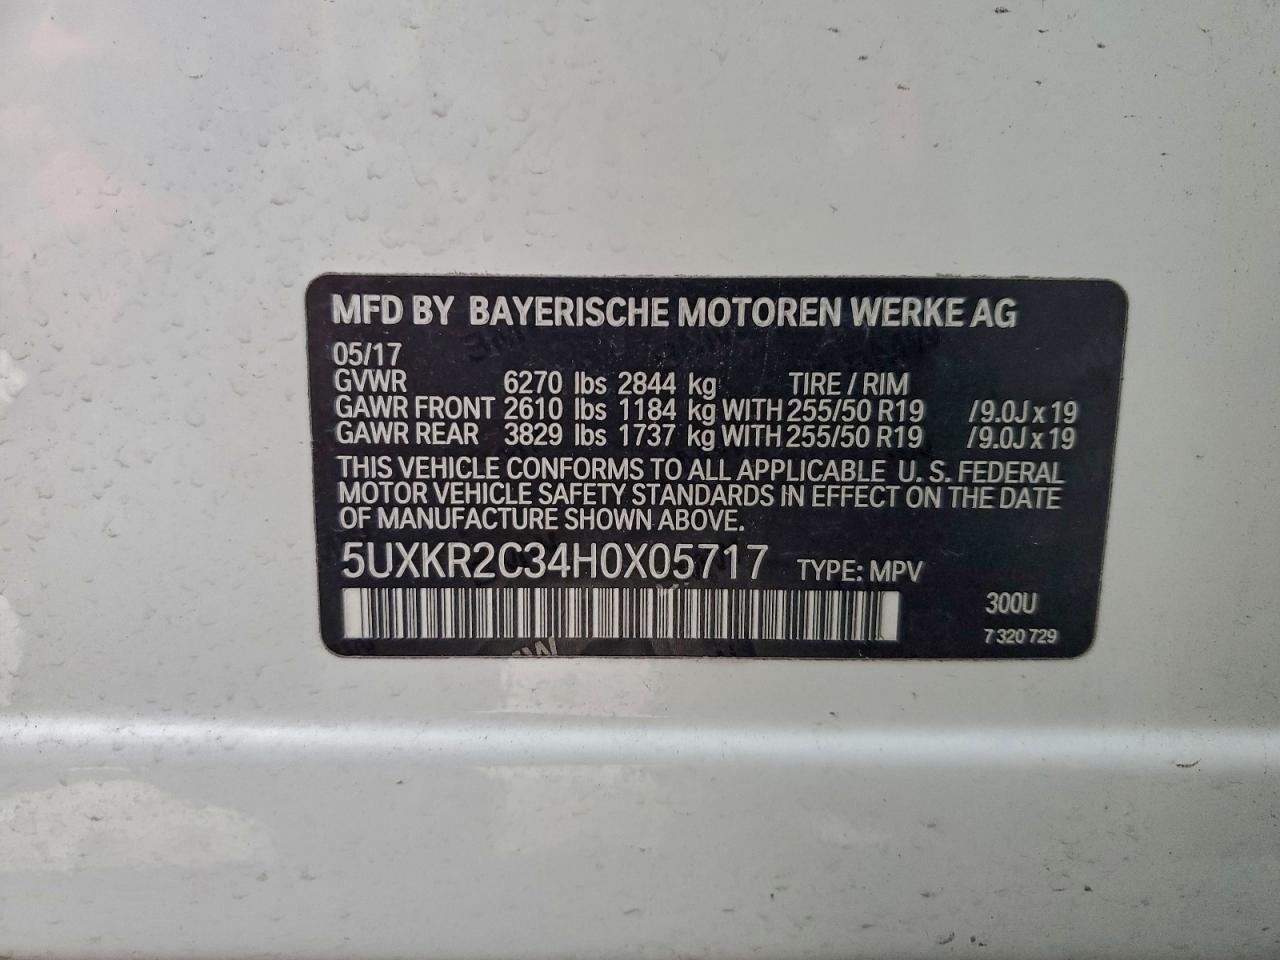 MFD BY BAYERISCHE MOTOREN WERKE AG
05/17
GVWR 6270 lbs 2844 kg TIRE / RIM
GAWR FRONT 2610 lbs 1184 kg WITH 255/50 R19 /9.0J x 19
GAWR REAR 3829 lbs 1737 kg WITH 255/50 R19 /9.0J x 19
THIS VEHICLE CONFORMS TO ALL APPLICABLE U. S. FEDERAL
MOTOR VEHICLE SAFETY STANDARDS IN EFFECT ON THE DATE
OF MANUFACTURE SHOWN ABOVE.
5UXKR2C34H0X05717 TYPE: MPV
300U
7 320 729